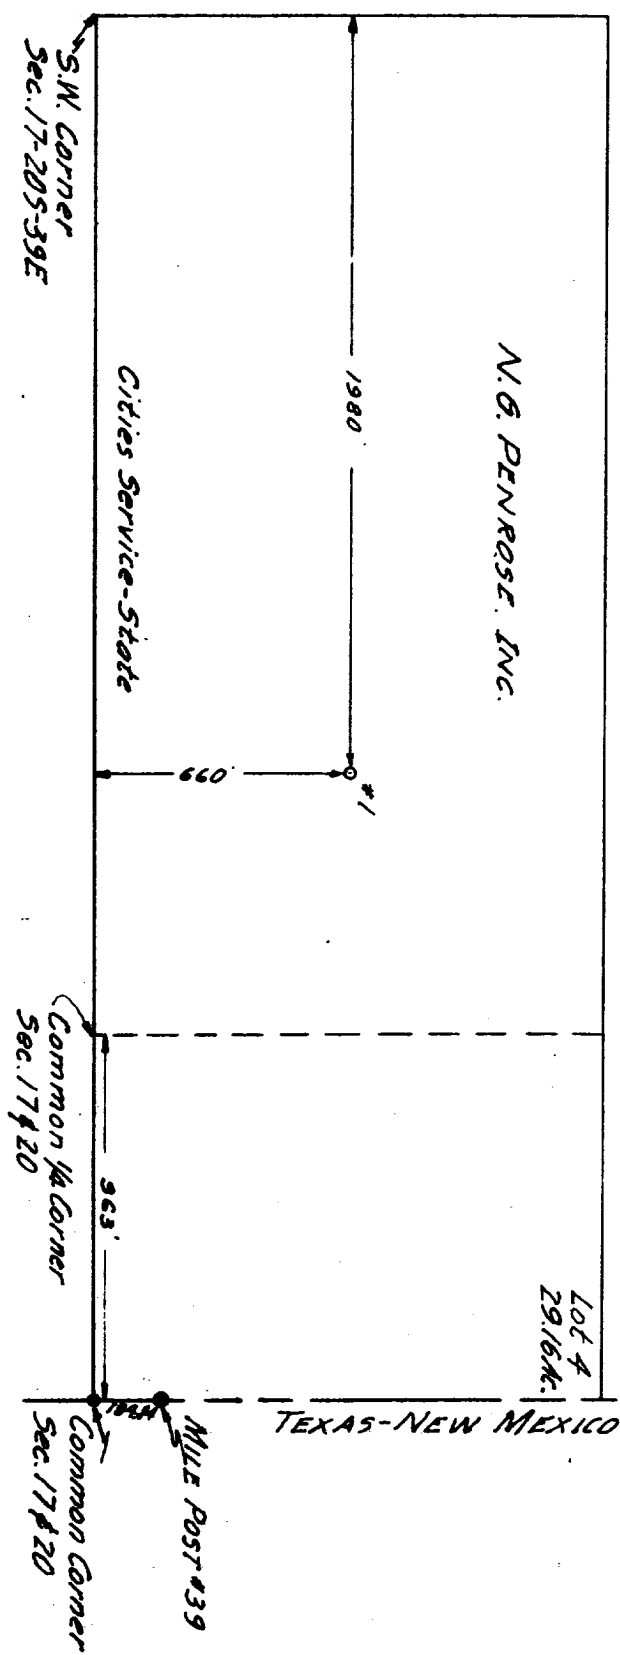 N.G. PENROSE, INC.
Lot 4
29.16 Ac.
1980'
#1
660'
Cities Service-State
963'
TEXAS-NEW MEXICO
MILE POST #39
S.W. Corner
Sec. 17-20S-39E
Common 1/4 Corner
Sec. 17 & 20
Common Corner
Sec. 17 & 20